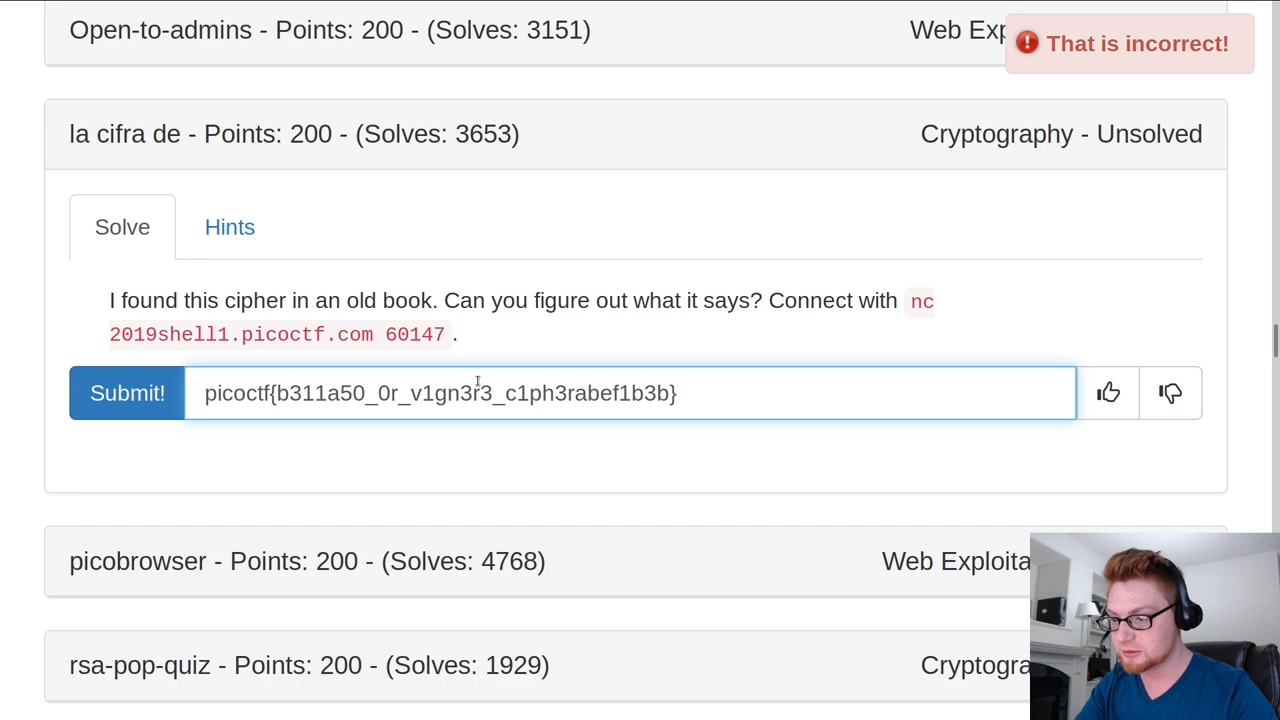 Open-to-admins - Points: 200 - (Solves: 3151)
Web Exp
That is incorrect!
la cifra de - Points: 200 - (Solves: 3653)
Cryptography - Unsolved
Solve
Hints
I found this cipher in an old book. Can you figure out what it says? Connect with nc
2019shell1.picoctf.com 60147 .
Submit!
picoctf{b311a50_0r_v1gn3r3_c1ph3rabef1b3b}
picobrowser - Points: 200 - (Solves: 4768)
Web Exploita
rsa-pop-quiz - Points: 200 - (Solves: 1929)
Cryptogra